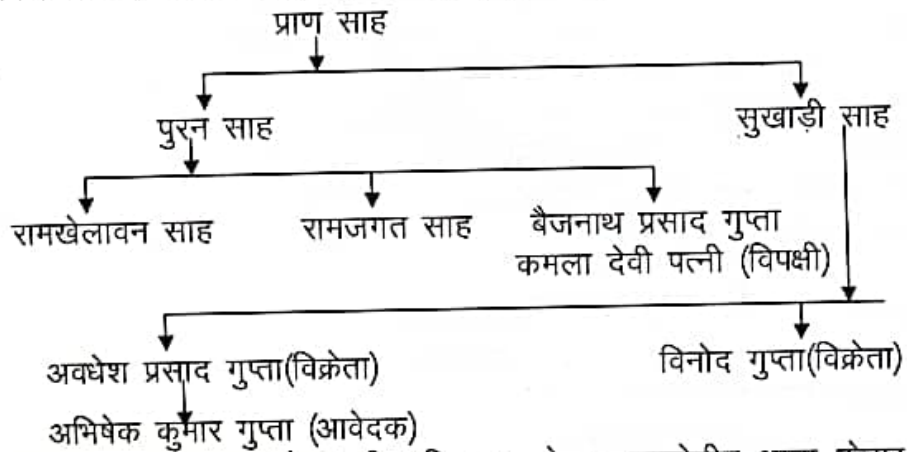 प्राण साह
पुरन साह सुखाड़ी साह
रामखेलावन साह रामजगत साह बैजनाथ प्रसाद गुप्ता
कमला देवी पत्नी (विपक्षी)
अवधेश प्रसाद गुप्ता(विक्रेता) विनोद गुप्ता(विक्रेता)
अभिषेक कुमार गुप्ता (आवेदक)